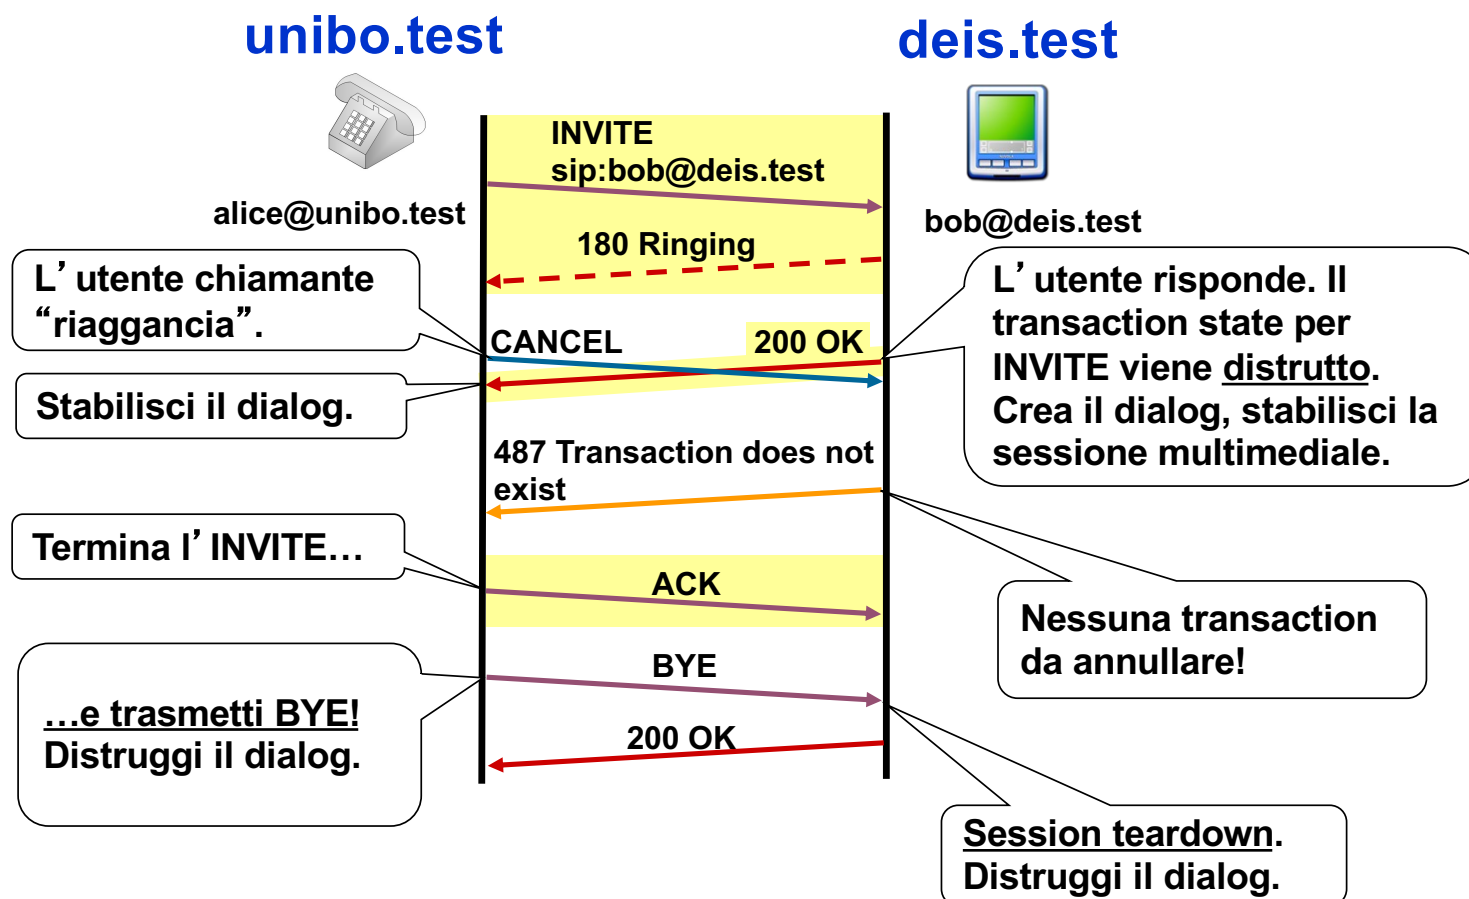 unibo.test
deis.test
INVITE
sip:bob@deis.test
alice@unibo.test
bob@deis.test
180 Ringing
L’ utente chiamante
“riaggancia”.
L’ utente risponde. Il
transaction state per
INVITE viene distrutto.
Crea il dialog, stabilisci la
sessione multimediale.
CANCEL
200 OK
Stabilisci il dialog.
487 Transaction does not
exist
Termina l’ INVITE…
ACK
Nessuna transaction
da annullare!
BYE
…e trasmetti BYE!
Distruggi il dialog.
200 OK
Session teardown.
Distruggi il dialog.